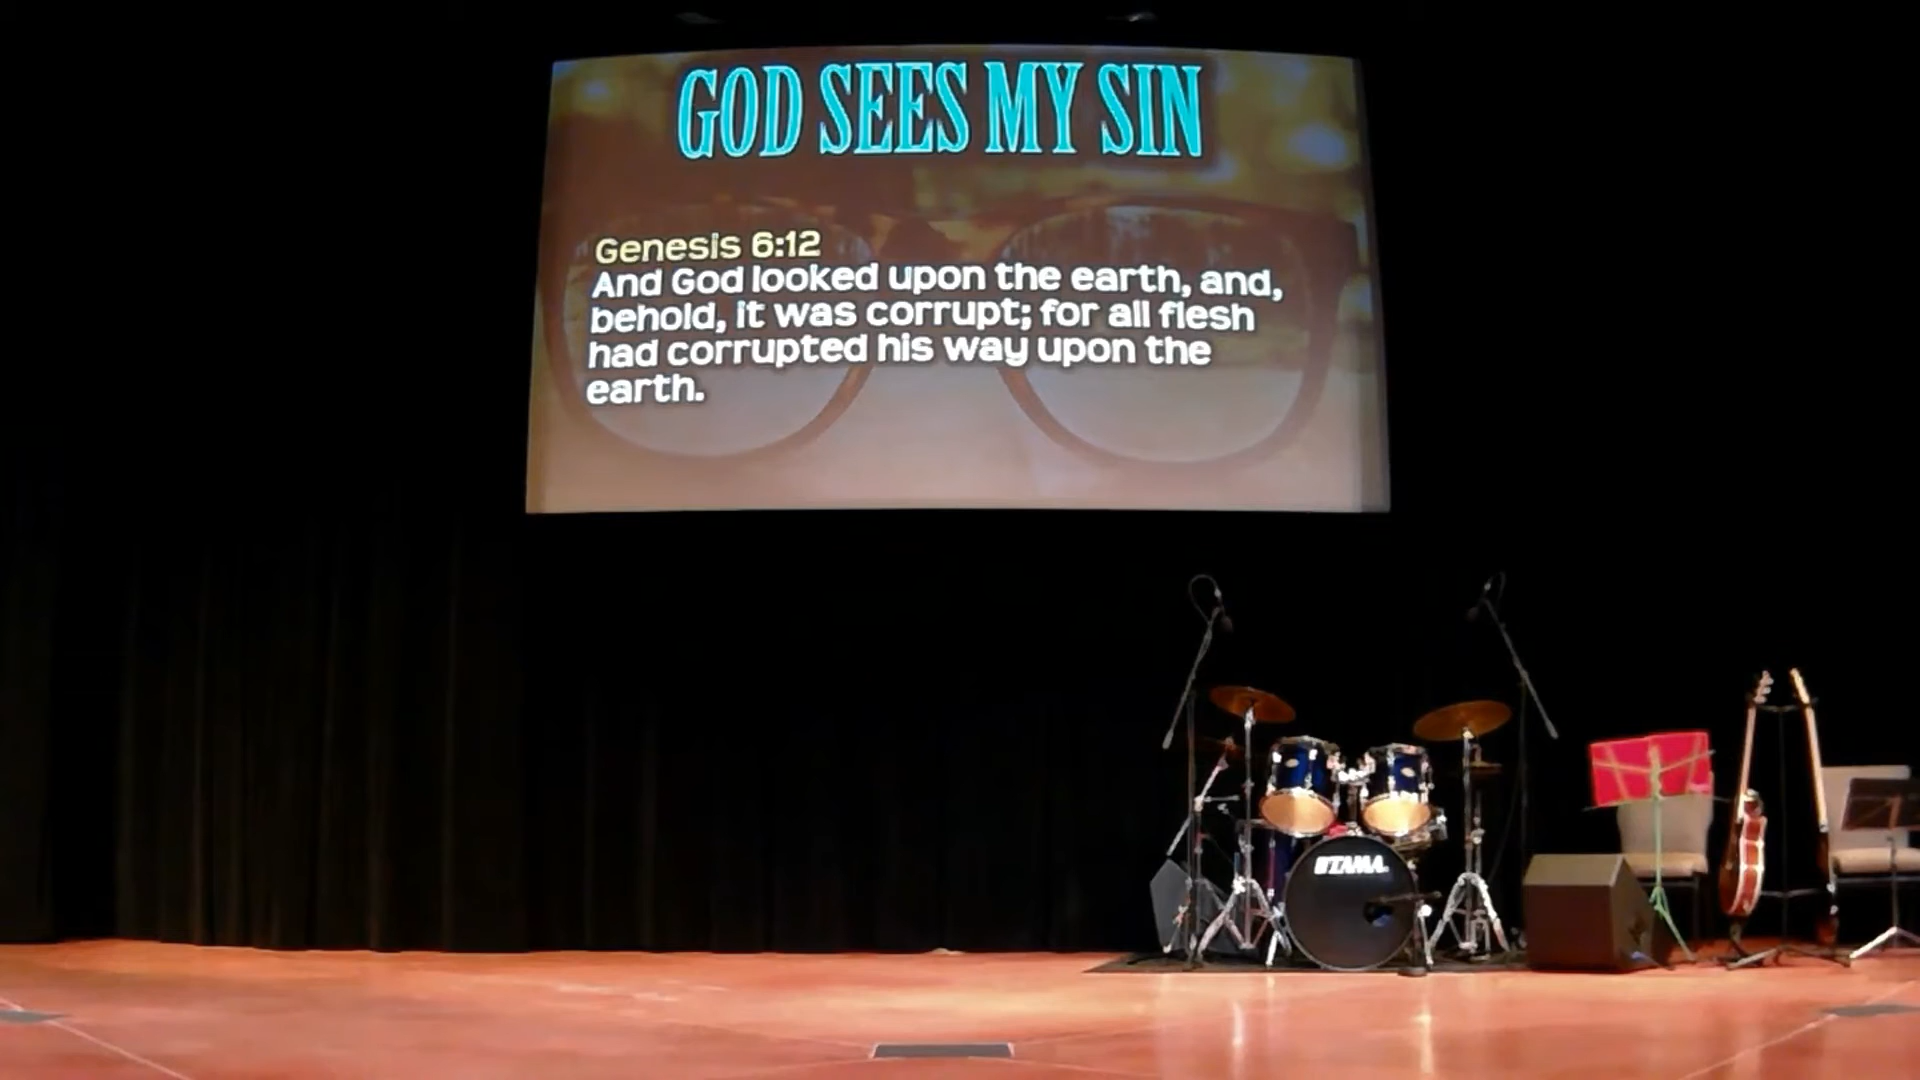 GOD SEES MY SIN
Genesis 6:12
And God looked upon the earth, and,
behold, it was corrupt; for all flesh
had corrupted his way upon the
earth.
TAMA